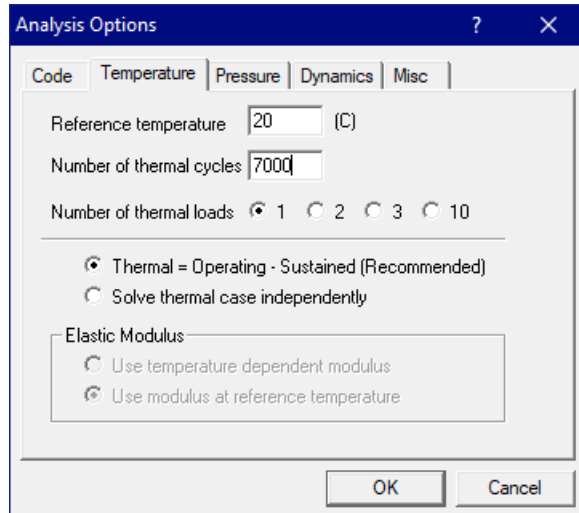 Analysis Options ?
Code Temperature Pressure Dynamics Misc
Reference temperature 20 (C)
Number of thermal cycles 7000
Number of thermal loads 1 2 3 10
Thermal = Operating - Sustained (Recommended)
Solve thermal case independently
Elastic Modulus
Use temperature dependent modulus
Use modulus at reference temperature
OK Cancel